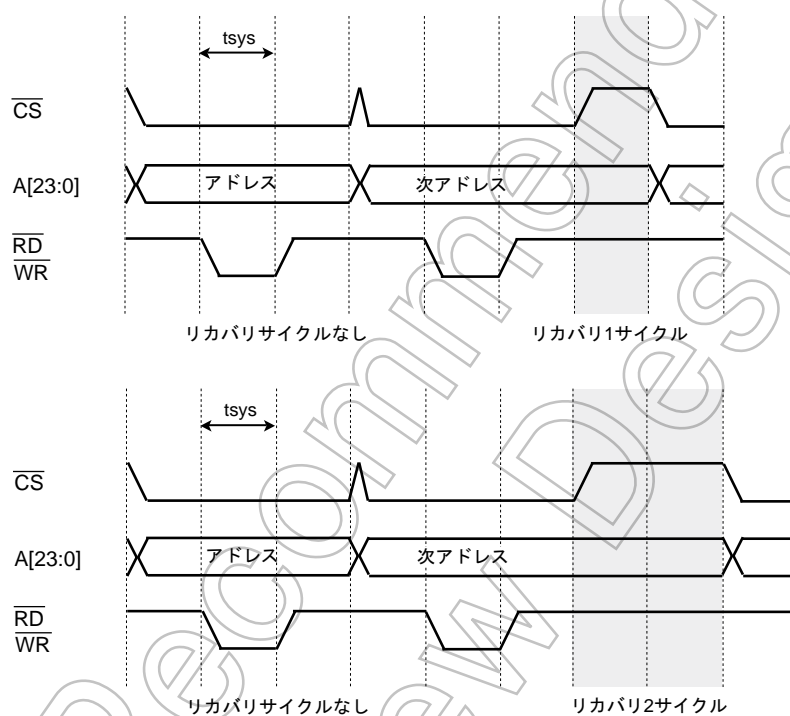 tsys
CS
A[23:0]
アドレス
次アドレス
RD
WR
リカバリサイクルなし
リカバリ1サイクル
tsys
CS
A[23:0]
アドレス
次アドレス
RD
WR
リカバリサイクルなし
リカバリ2サイクル